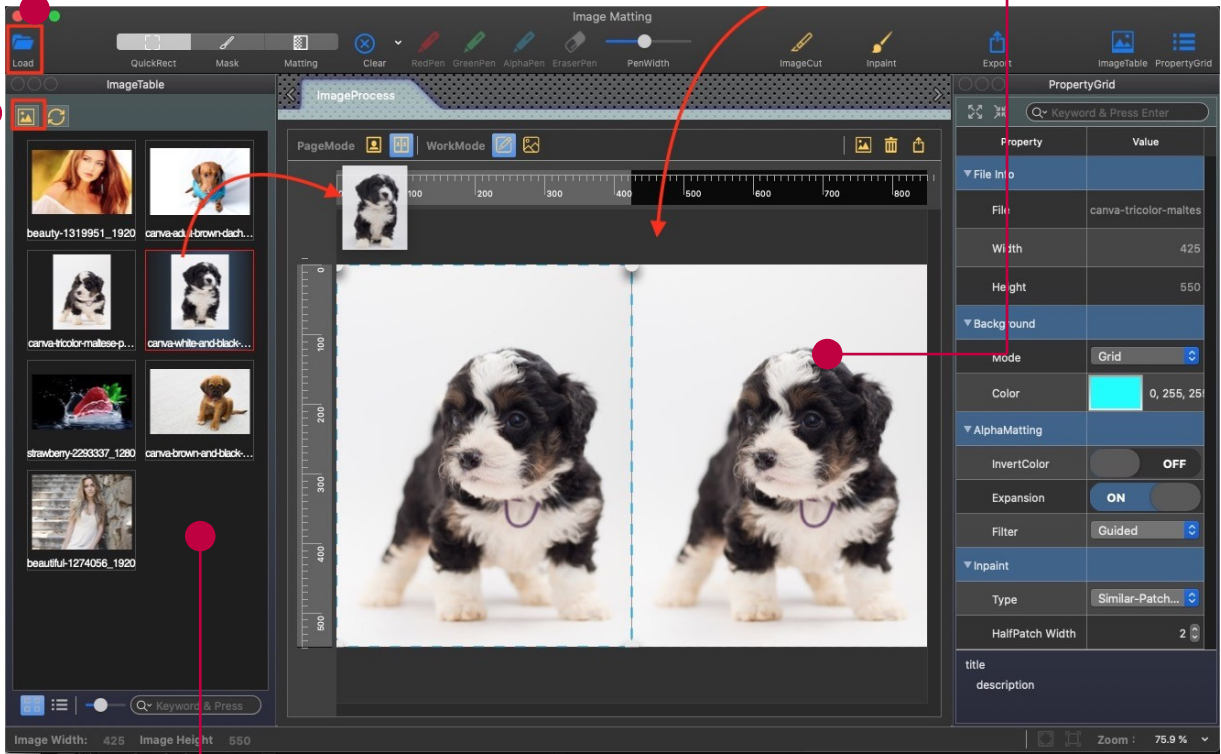 Image Matting
Load
QuickRect Mask Matting Clear RedPen GreenPen AlphaPen EraserPen PenWidth ImageCut Inpaint Export ImageTable PropertyGrid
ImageTable
beauty-1319951_1920 canva-adult-brown-dach...
canva-tricolor-maltese-p... canva-white-and-black-...
strawberry-2293337_1280 canva-brown-and-black-...
beautiful-1274056_1920
Keyword & Press
ImageProcess
PageMode WorkMode
100 200 300 400 500 600 700 800
0
100
200
300
400
500
PropertyGrid
Keyword & Press Enter
Property Value
File Info
File canva-tricolor-maltes
Width 425
Height 550
Background
Mode Grid
Color 0, 255, 25
AlphaMatting
InvertColor OFF
Expansion ON
Filter Guided
Inpaint
Type Similar-Patch...
HalfPatch Width 2
title
description
Image Width: 425 Image Height 550
Zoom : 75.9 %